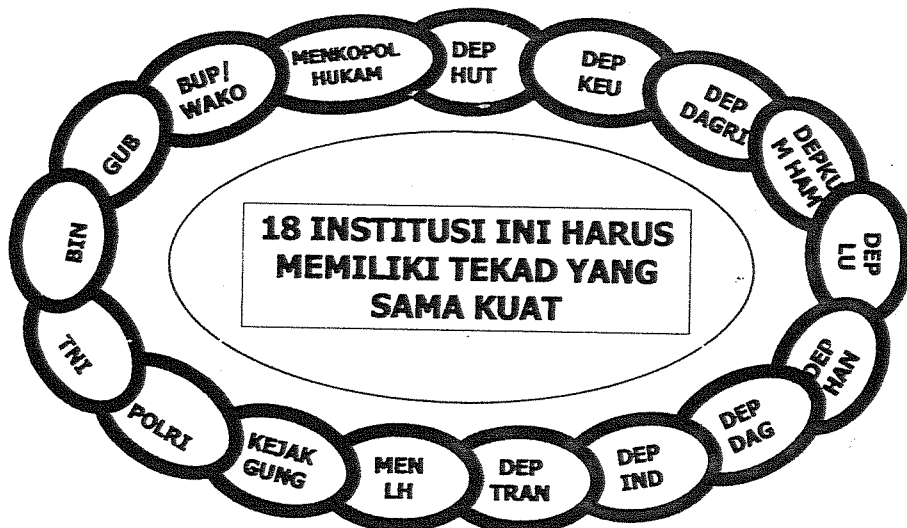 MENKOPOL
HUKAM
DEP
HUT
DEP
KEU
DEP
DAGRI
DEPKU
M HAM
DEP
LU
DEP
HAN
DEP
DAG
DEP
IND
DEP
TRAN
MEN
LH
KEJAK
GUNG
POLRI
TNI
BIN
GUB
BUP/
WAKO
18 INSTITUSI INI HARUS
MEMILIKI TEKAD YANG
SAMA KUAT